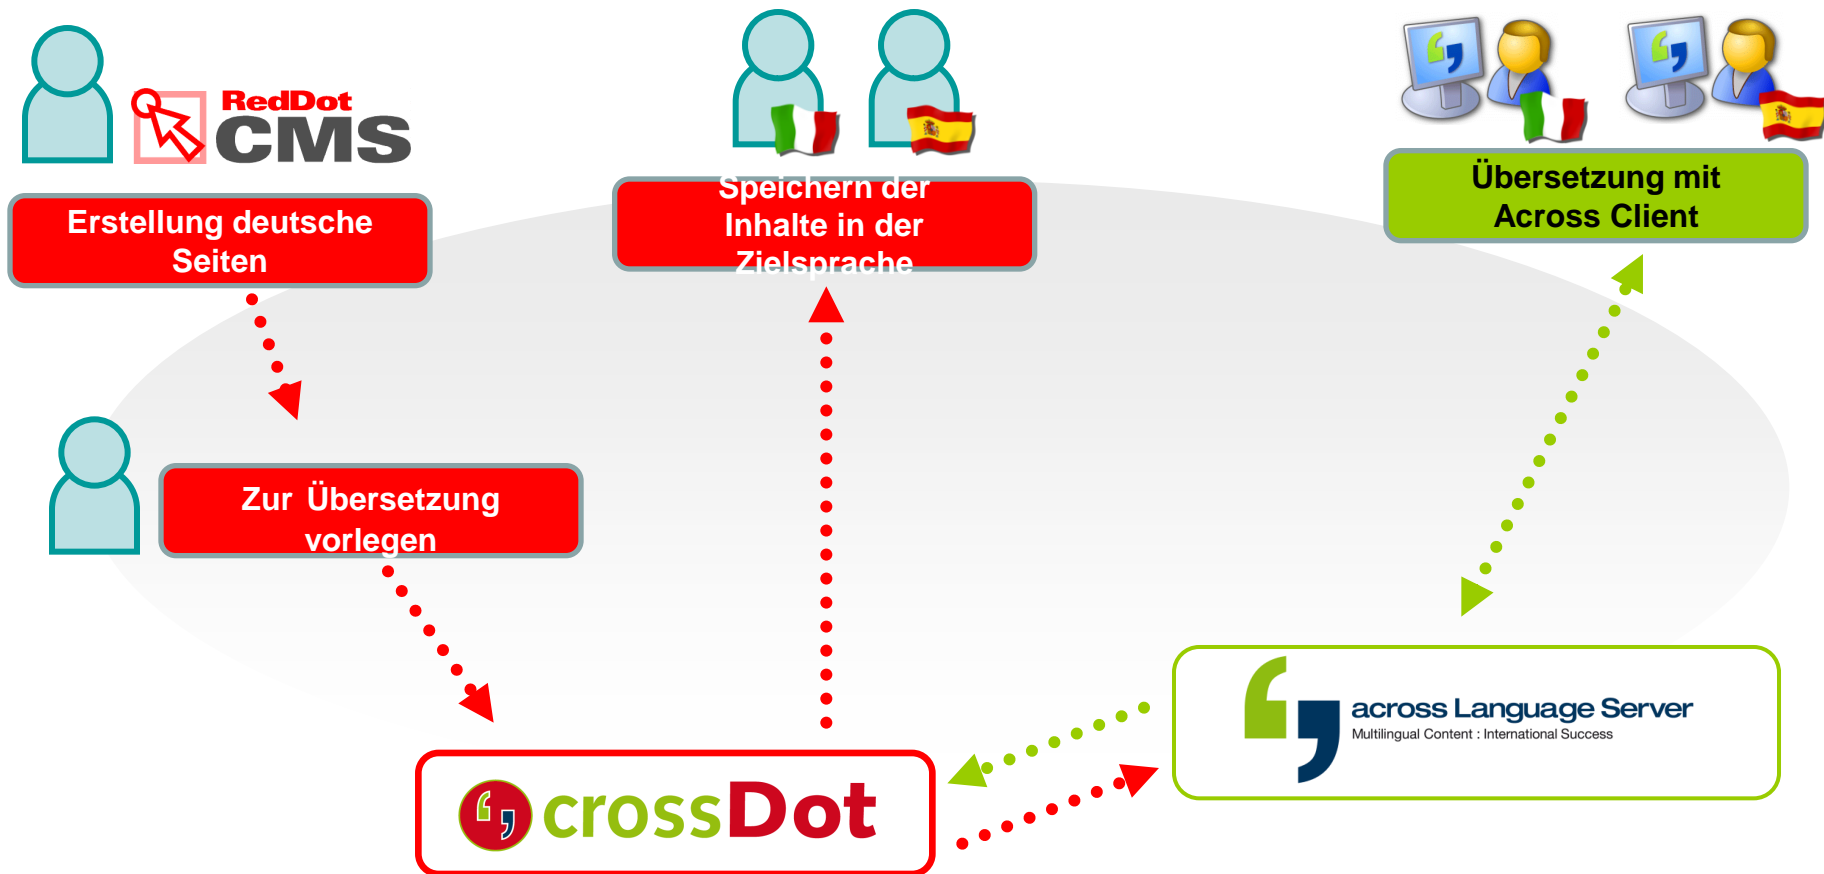 RedDot
CMS
Erstellung deutsche
Seiten
Speichern der
Inhalte in der
Zielsprache
Übersetzung mit
Across Client
Zur Übersetzung
vorlegen
crossDot
across Language Server
Multilingual Content : International Success